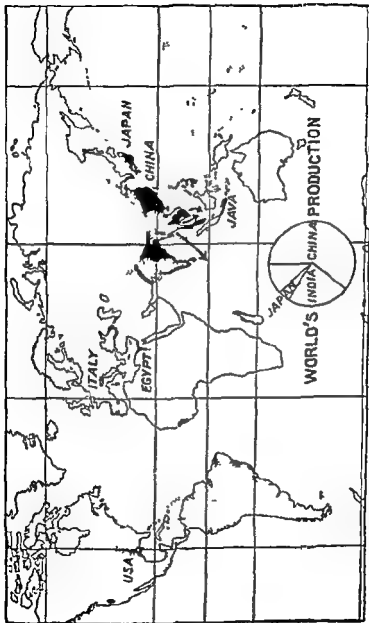 JAPAN
CHINA
ITALY
EGYPT
JAVA
USA
WORLD'S PRODUCTION
JAPAN
INDIA
CHINA